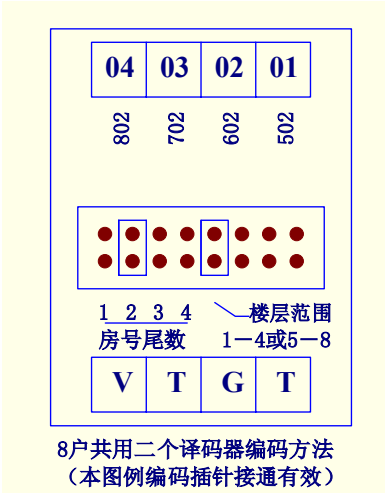 04 03 02 01
802 702 602 502
1 2 3 4
楼层范围
房号尾数
1－4或5－8
V T G T
8户共用二个译码器编码方法
（本图例编码插针接通有效）